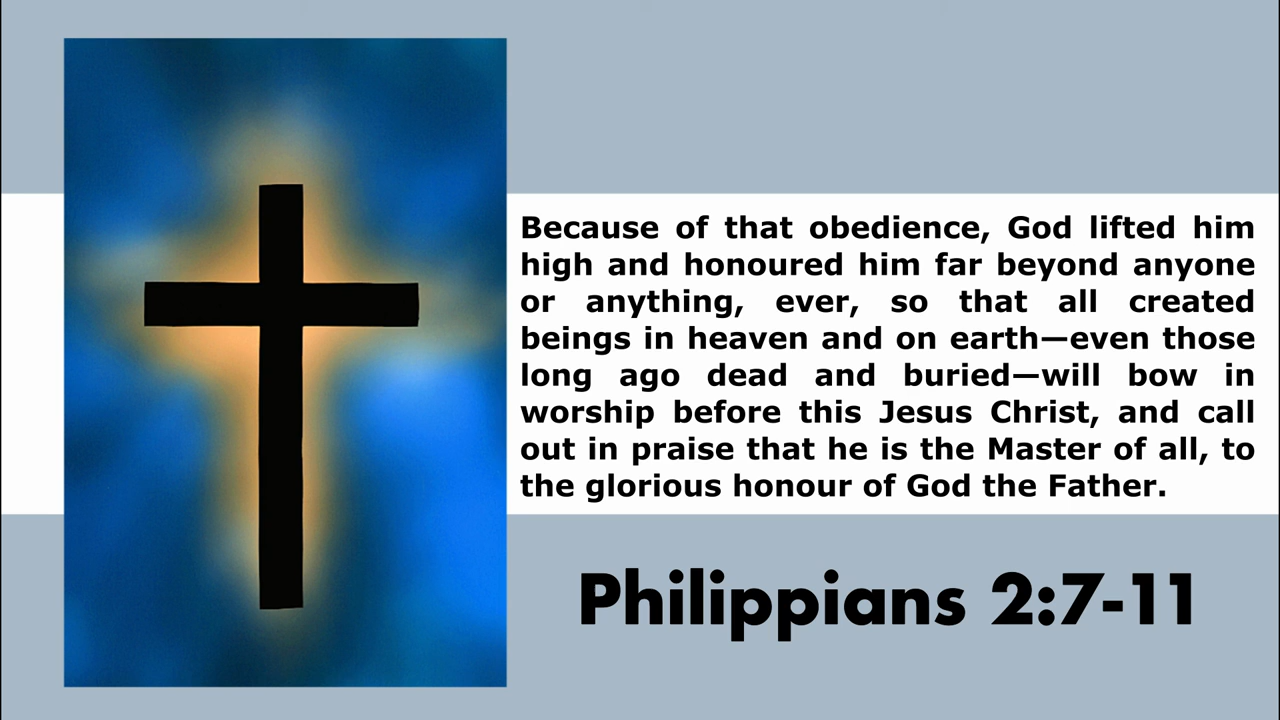 Because of that obedience, God lifted him
high and honoured him far beyond anyone
or anything, ever, so that all created
beings in heaven and on earth—even those
long ago dead and buried—will bow in
worship before this Jesus Christ, and call
out in praise that he is the Master of all, to
the glorious honour of God the Father.
Philippians 2:7-11